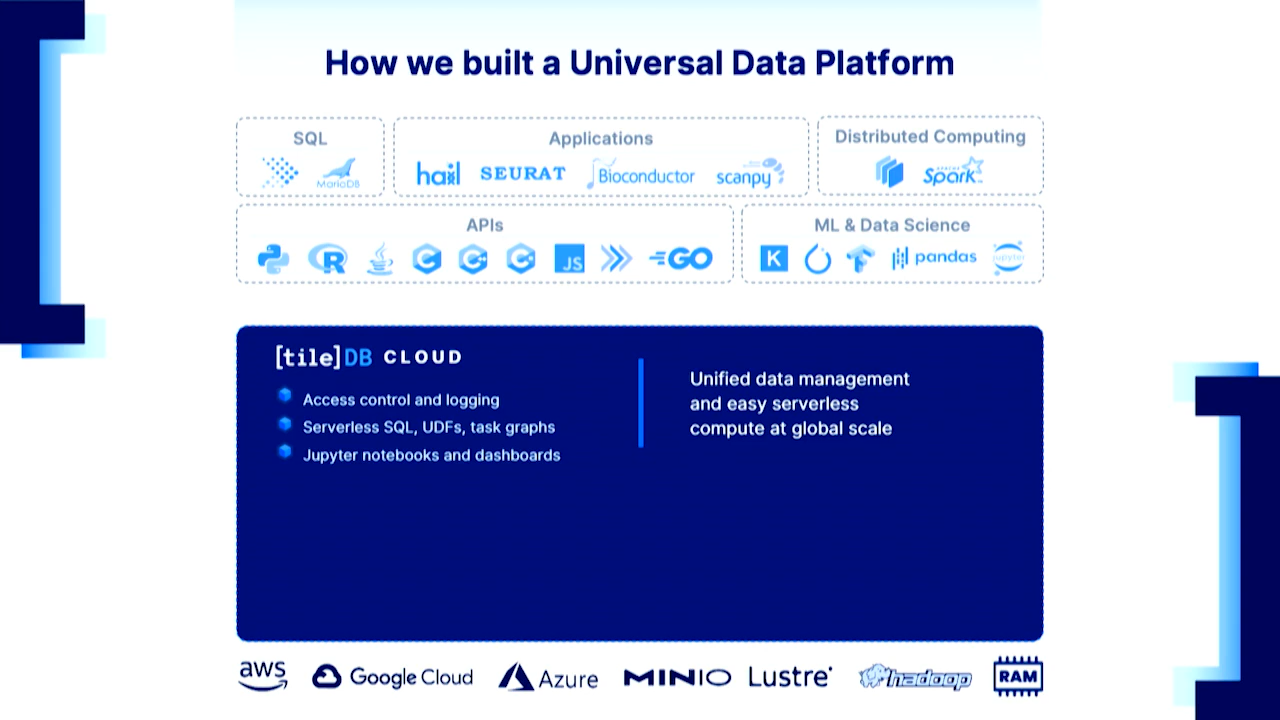 How we built a Universal Data Platform
SQL
MariaDB
Applications
hail
SEURAT
Bioconductor
scanpy
Distributed Computing
Spark
APIs
R
C
C++
C
JS
GO
ML & Data Science
K
pandas
jupyter
[tile]DB CLOUD
Access control and logging
Serverless SQL, UDFs, task graphs
Jupyter notebooks and dashboards
Unified data management
and easy serverless
compute at global scale
aws
Google Cloud
Azure
MINIO
Lustre
hadoop
RAM